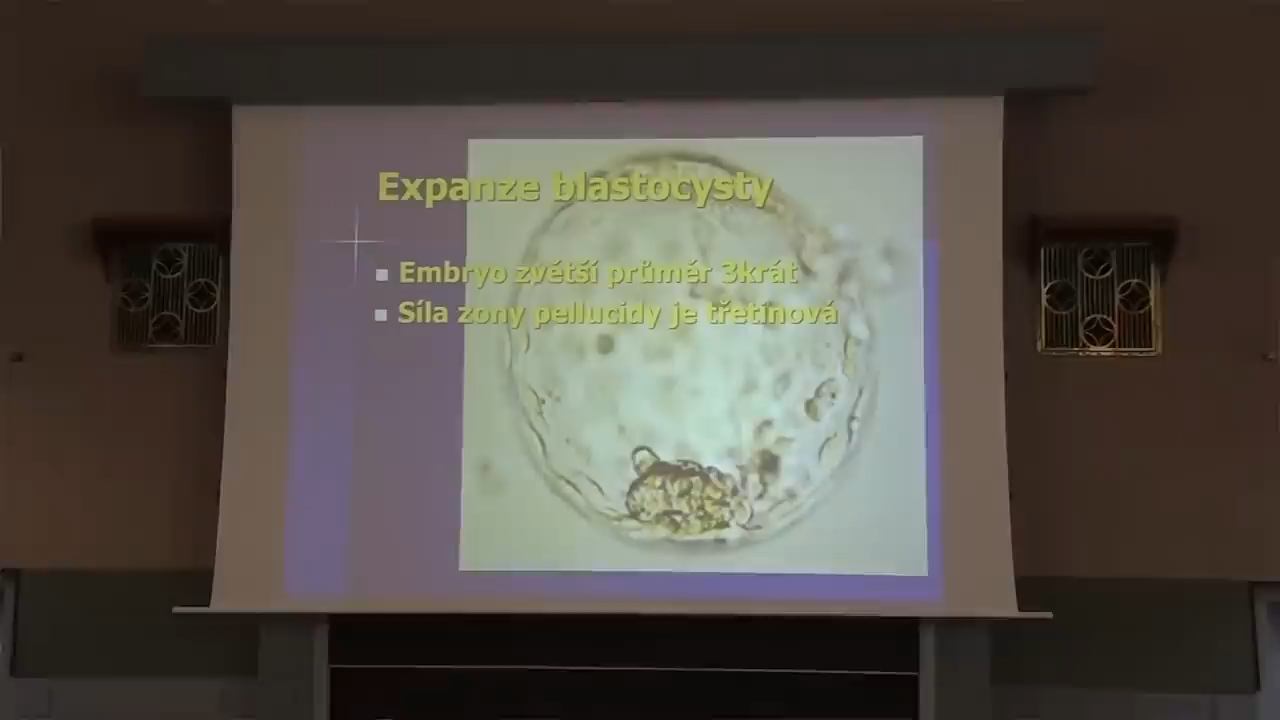 Expanze blastocysty
Embryo zvětší průměr 3krát
Síla zony pellucidy je třetinová